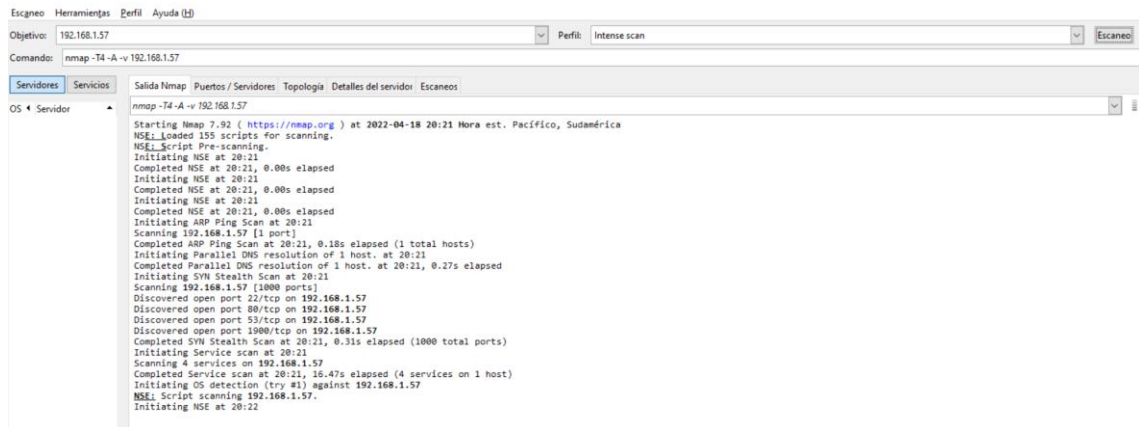 Escaneo Herramientas Perfil Ayuda (H)
Objetivo: 192.168.1.57 Perfil: Intense scan Escaneo
Comando: nmap -T4 -A -v 192.168.1.57
Servidores Servicios Salida Nmap Puertos / Servidores Topología Detalles del servidor Escaneos
OS Servidor nmap -T4 -A -v 192.168.1.57
Starting Nmap 7.92 ( https://nmap.org ) at 2022-04-18 20:21 Hora est. Pacífico, Sudamérica
NSE: Loaded 155 scripts for scanning.
NSE: Script Pre-scanning.
Initiating NSE at 20:21
Completed NSE at 20:21, 0.00s elapsed
Initiating NSE at 20:21
Completed NSE at 20:21, 0.00s elapsed
Initiating NSE at 20:21
Completed NSE at 20:21, 0.00s elapsed
Initiating ARP Ping Scan at 20:21
Scanning 192.168.1.57 [1 port]
Completed ARP Ping Scan at 20:21, 0.18s elapsed (1 total hosts)
Initiating Parallel DNS resolution of 1 host. at 20:21
Completed Parallel DNS resolution of 1 host. at 20:21, 0.27s elapsed
Initiating SYN Stealth Scan at 20:21
Scanning 192.168.1.57 [1000 ports]
Discovered open port 22/tcp on 192.168.1.57
Discovered open port 80/tcp on 192.168.1.57
Discovered open port 53/tcp on 192.168.1.57
Discovered open port 1900/tcp on 192.168.1.57
Completed SYN Stealth Scan at 20:21, 0.31s elapsed (1000 total ports)
Initiating Service scan at 20:21
Scanning 4 services on 192.168.1.57
Completed Service scan at 20:21, 16.47s elapsed (4 services on 1 host)
Initiating OS detection (try #1) against 192.168.1.57
NSE: Script scanning 192.168.1.57.
Initiating NSE at 20:22